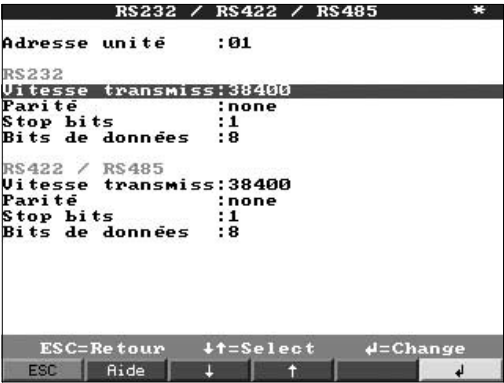 RS232 / RS422 / RS485 *
Adresse unité :01
RS232
Vitesse transmiss:38400
Parité :none
Stop bits :1
Bits de données :8
RS422 / RS485
Vitesse transmiss:38400
Parité :none
Stop bits :1
Bits de données :8
ESC=Retour ↓↑=Select ↲=Change
ESC Aide ↓ ↑ ↲